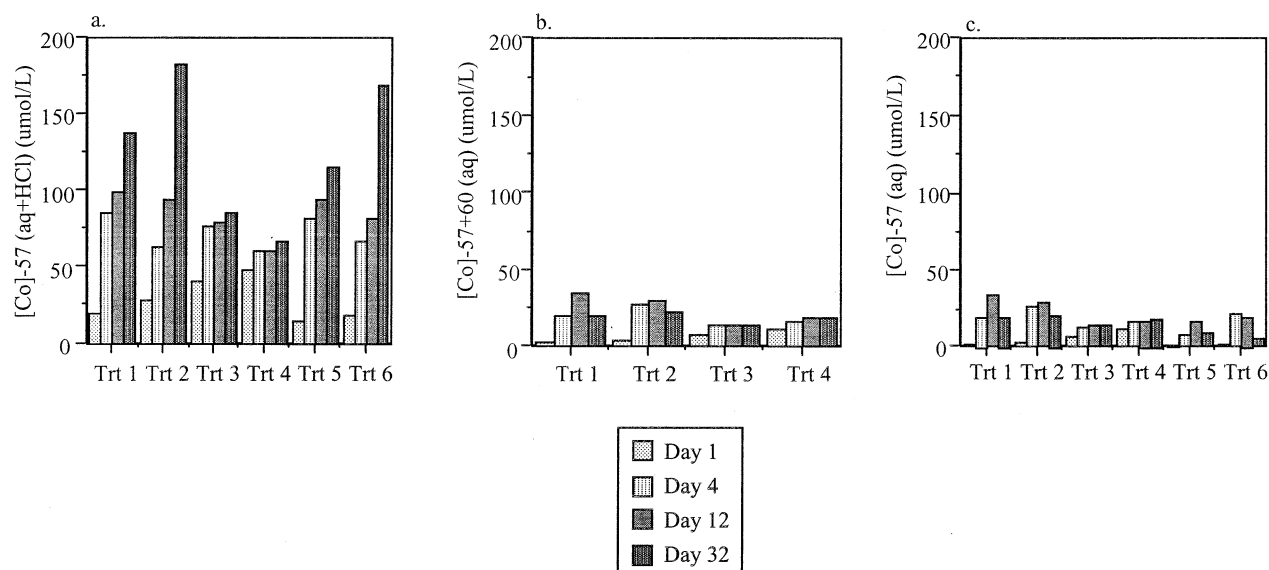 a.
[Co]-57 (aq+HCl) (umol/L)
200
150
100
50
0
Trt 1 Trt 2 Trt 3 Trt 4 Trt 5 Trt 6
b.
[Co]-57+60 (aq) (umol/L)
200
150
100
50
0
Trt 1 Trt 2 Trt 3 Trt 4
c.
[Co]-57 (aq) (umol/L)
200
150
100
50
0
Trt 1 Trt 2 Trt 3 Trt 4 Trt 5 Trt 6
Day 1
Day 4
Day 12
Day 32